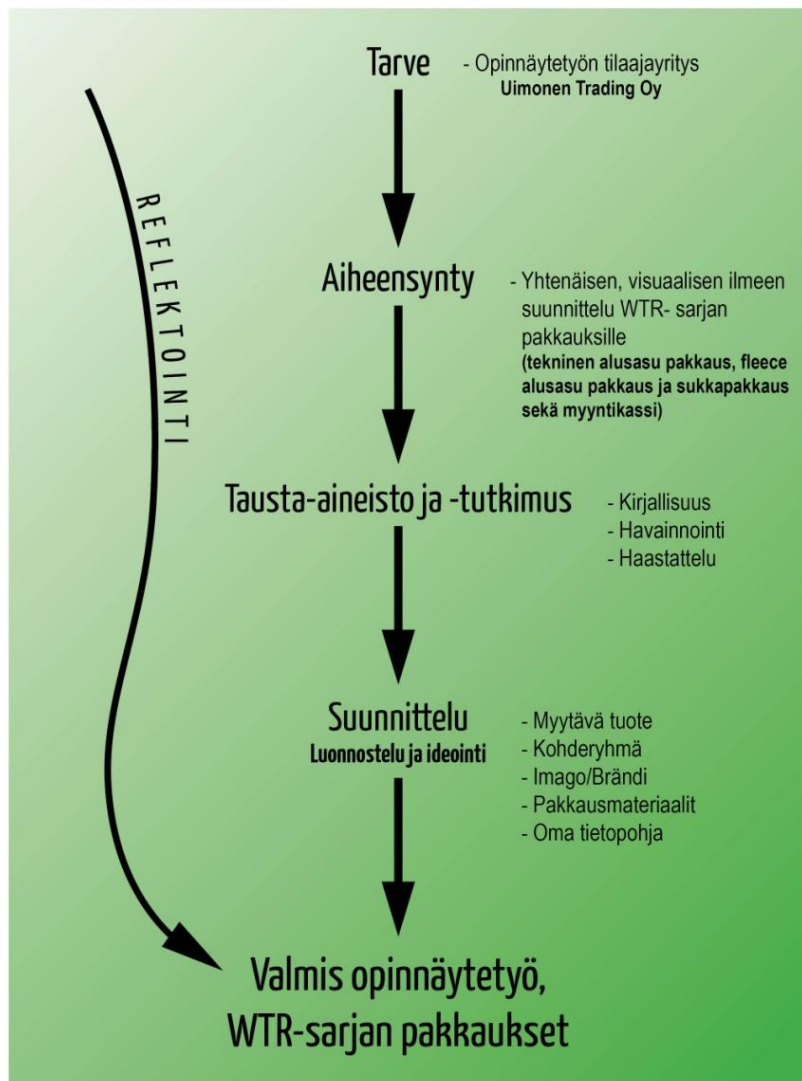 Tarve
- Opinnäytetyön tilaajayritys
Uimonen Trading Oy
REFLEKTOINTI
Aiheensynty
- Yhtenäisen, visuaalisen ilmeen
suunnittelu WTR- sarjan
pakkauksille
(tekninen alusasu pakkaus, fleece
alusasu pakkaus ja sukkapakkaus
sekä myyntikassi)
Tausta-aineisto ja -tutkimus
- Kirjallisuus
- Havainnointi
- Haastattelu
Suunnittelu
Luonnostelu ja ideointi
- Myytävä tuote
- Kohderyhmä
- Imago/Brändi
- Pakkausmateriaalit
- Oma tietopohja
Valmis opinnäytetyö,
WTR-sarjan pakkaukset